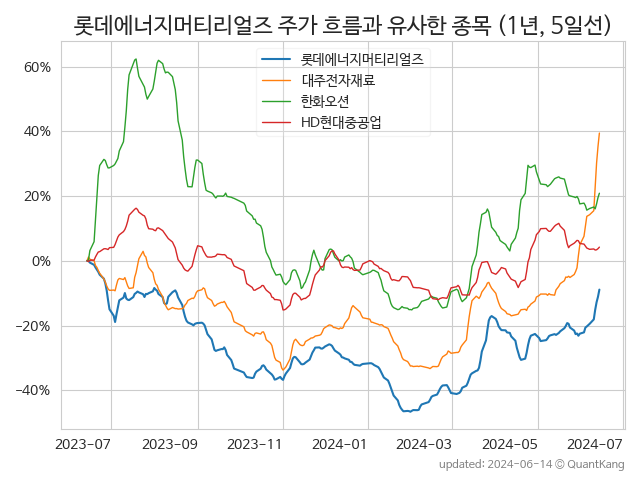 롯데에너지머티리얼즈 주가 흐름과 유사한 종목 (1년, 5일선)
롯데에너지머티리얼즈
대주전자재료
한화오션
HD현대중공업
60%
40%
20%
0%
−20%
−40%
2023-07 2023-09 2023-11 2024-01 2024-03 2024-05 2024-07
updated: 2024-06-14 © QuantKang